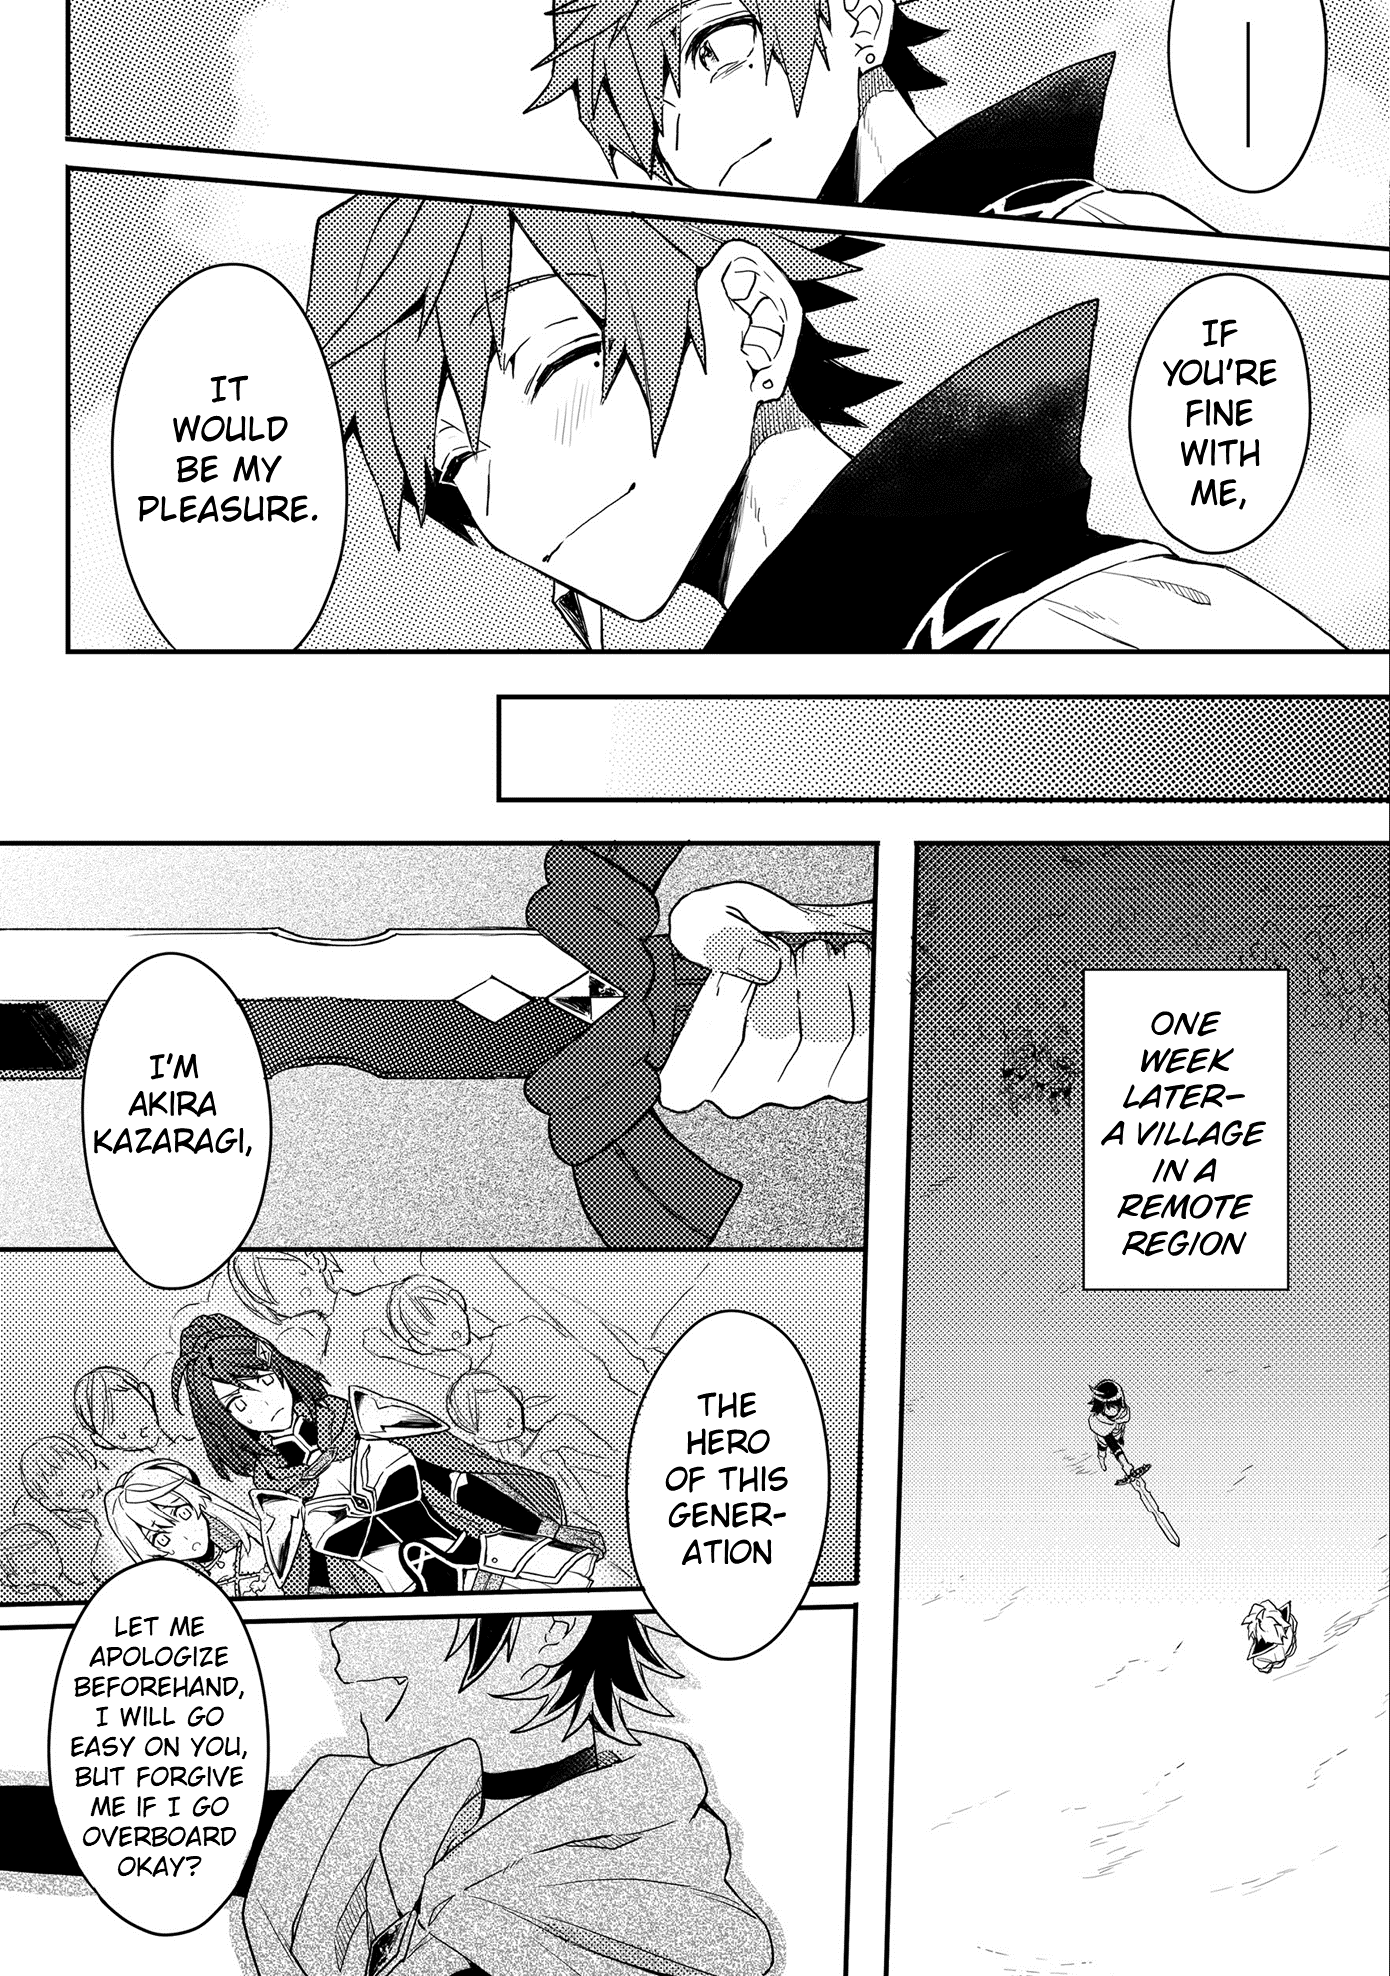 —
IF
YOU'RE
FINE
WITH
ME,
IT
WOULD
BE MY
PLEASURE.
ONE
WEEK
LATER—
A VILLAGE
IN A
REMOTE
REGION
I'M
AKIRA
KAZARAGI,
THE
HERO
OF THIS
GENER-
ATION
LET ME
APOLOGIZE
BEFOREHAND,
I WILL GO
EASY ON YOU,
BUT FORGIVE
ME IF I GO
OVERBOARD
OKAY?